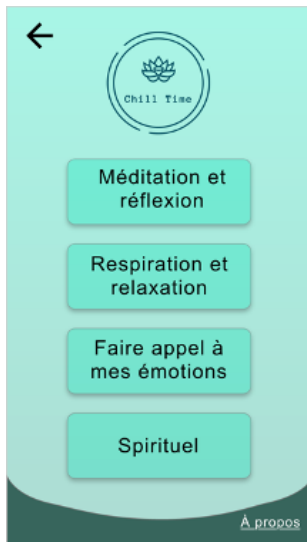 Chill Time
Méditation et
réflexion
Respiration et
relaxation
Faire appel à
mes émotions
Spirituel
À propos